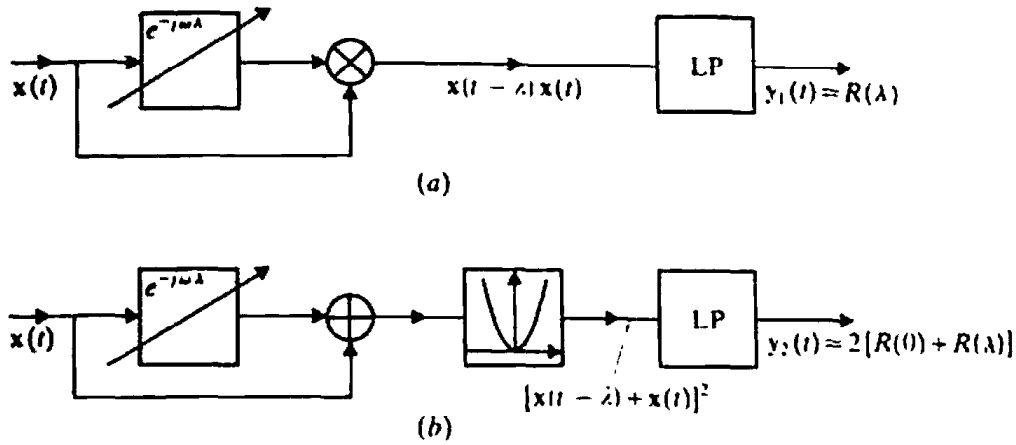 e^{-jωλ}
x(t)
x(t − λ) x(t)
LP
y₁(t) ≃ R(λ)
(a)
e^{-jωλ}
x(t)
LP
y₂(t) ≃ 2[R(0) + R(λ)]
[x(t − λ) + x(t)]²
(b)